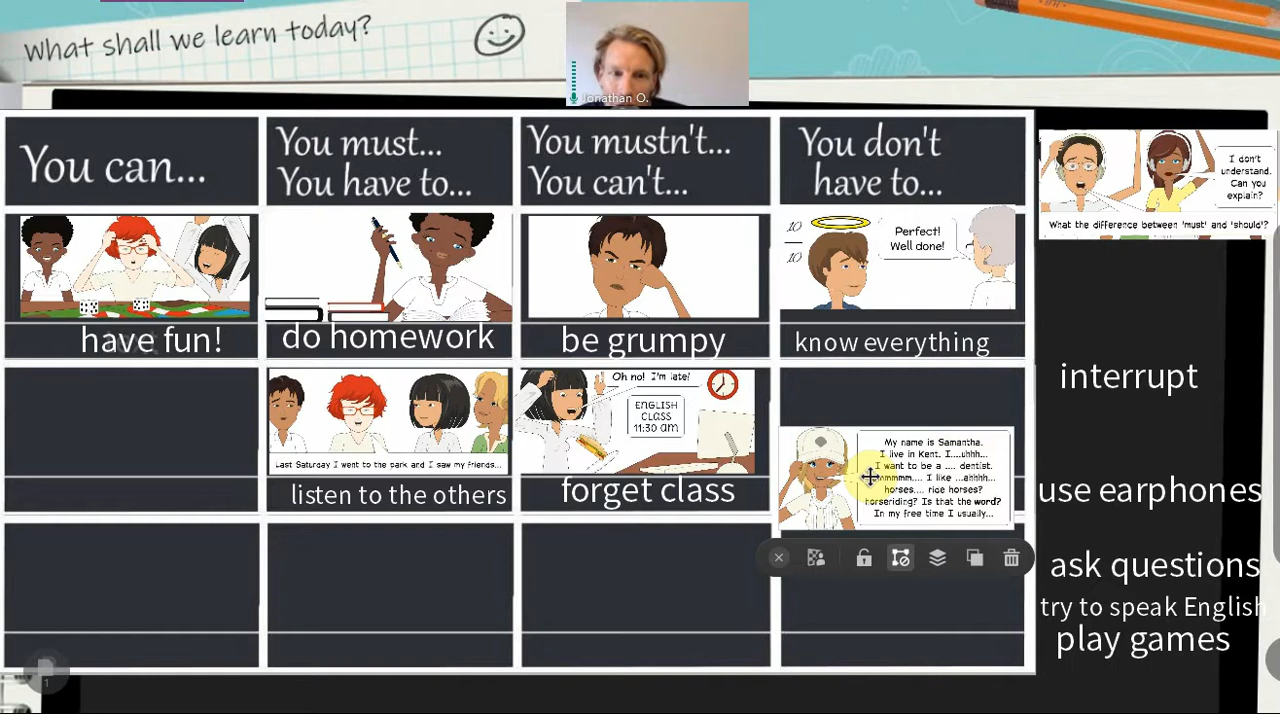 What shall we learn today?
Jonathan O.
You can...
You must...
You have to...
You mustn't...
You can't...
You don't
have to...
10
10
Perfect!
Well done!
I don't
understand.
Can you
explain?
What the difference between 'must' and 'should'?
have fun!
do homework
be grumpy
know everything
Oh no! I'm late!
ENGLISH
CLASS
11:30 am
Last Saturday I went to the park and I saw my friends...
listen to the others
forget class
My name is Samantha.
I live in Kent. I....uhhh...
I want to be a .... dentist.
I like ...ahhhh...
horses.... rice horses?
horseriding? Is that the word?
In my free time I usually...
interrupt
use earphones
ask questions
try to speak English
play games
1